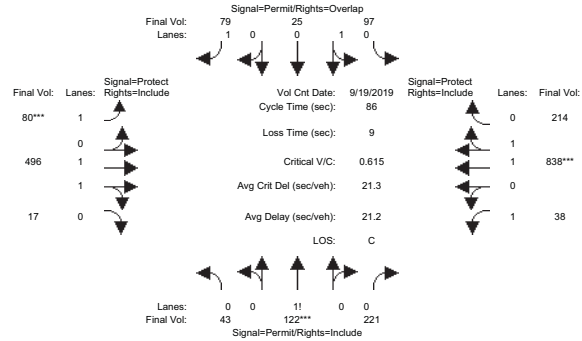 Signal=Permit/Rights=Overlap
Final Vol: 79 25 97
Lanes: 1 0 0 1 0
Signal=Protect
Final Vol: Lanes: Rights=Include
Vol Cnt Date: 9/19/2019
Signal=Protect
Rights=Include Lanes: Final Vol:
Cycle Time (sec): 86
80*** 1
0 214
Loss Time (sec): 9
0
1
496 1
Critical V/C: 0.615
1 838***
1
Avg Crit Del (sec/veh): 21.3
0
17 0
Avg Delay (sec/veh): 21.2
1 38
LOS: C
Lanes: 0 0 1! 0 0
Final Vol: 43 122*** 221
Signal=Permit/Rights=Include